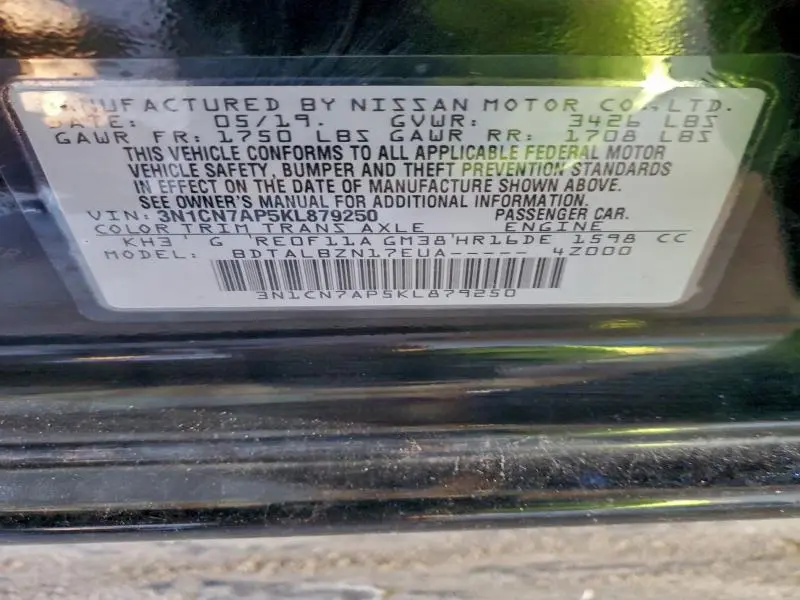 MANUFACTURED BY NISSAN MOTOR CO.,LTD.
DATE: 05/19. GVWR: 3426 LBS
GAWR FR: 1750 LBS GAWR RR: 1708 LBS
THIS VEHICLE CONFORMS TO ALL APPLICABLE FEDERAL MOTOR
VEHICLE SAFETY, BUMPER AND THEFT PREVENTION STANDARDS
IN EFFECT ON THE DATE OF MANUFACTURE SHOWN ABOVE.
SEE OWNER'S MANUAL FOR ADDITIONAL INFORMATION.
VIN: 3N1CN7AP5KL879250 PASSENGER CAR.
COLOR TRIM TRANS AXLE ENGINE
KH3 G RE0F11A GM38 HR16DE 1598 CC
MODEL: BDTALBZN17EUA----- 4Z000
3N1CN7AP5KL879250